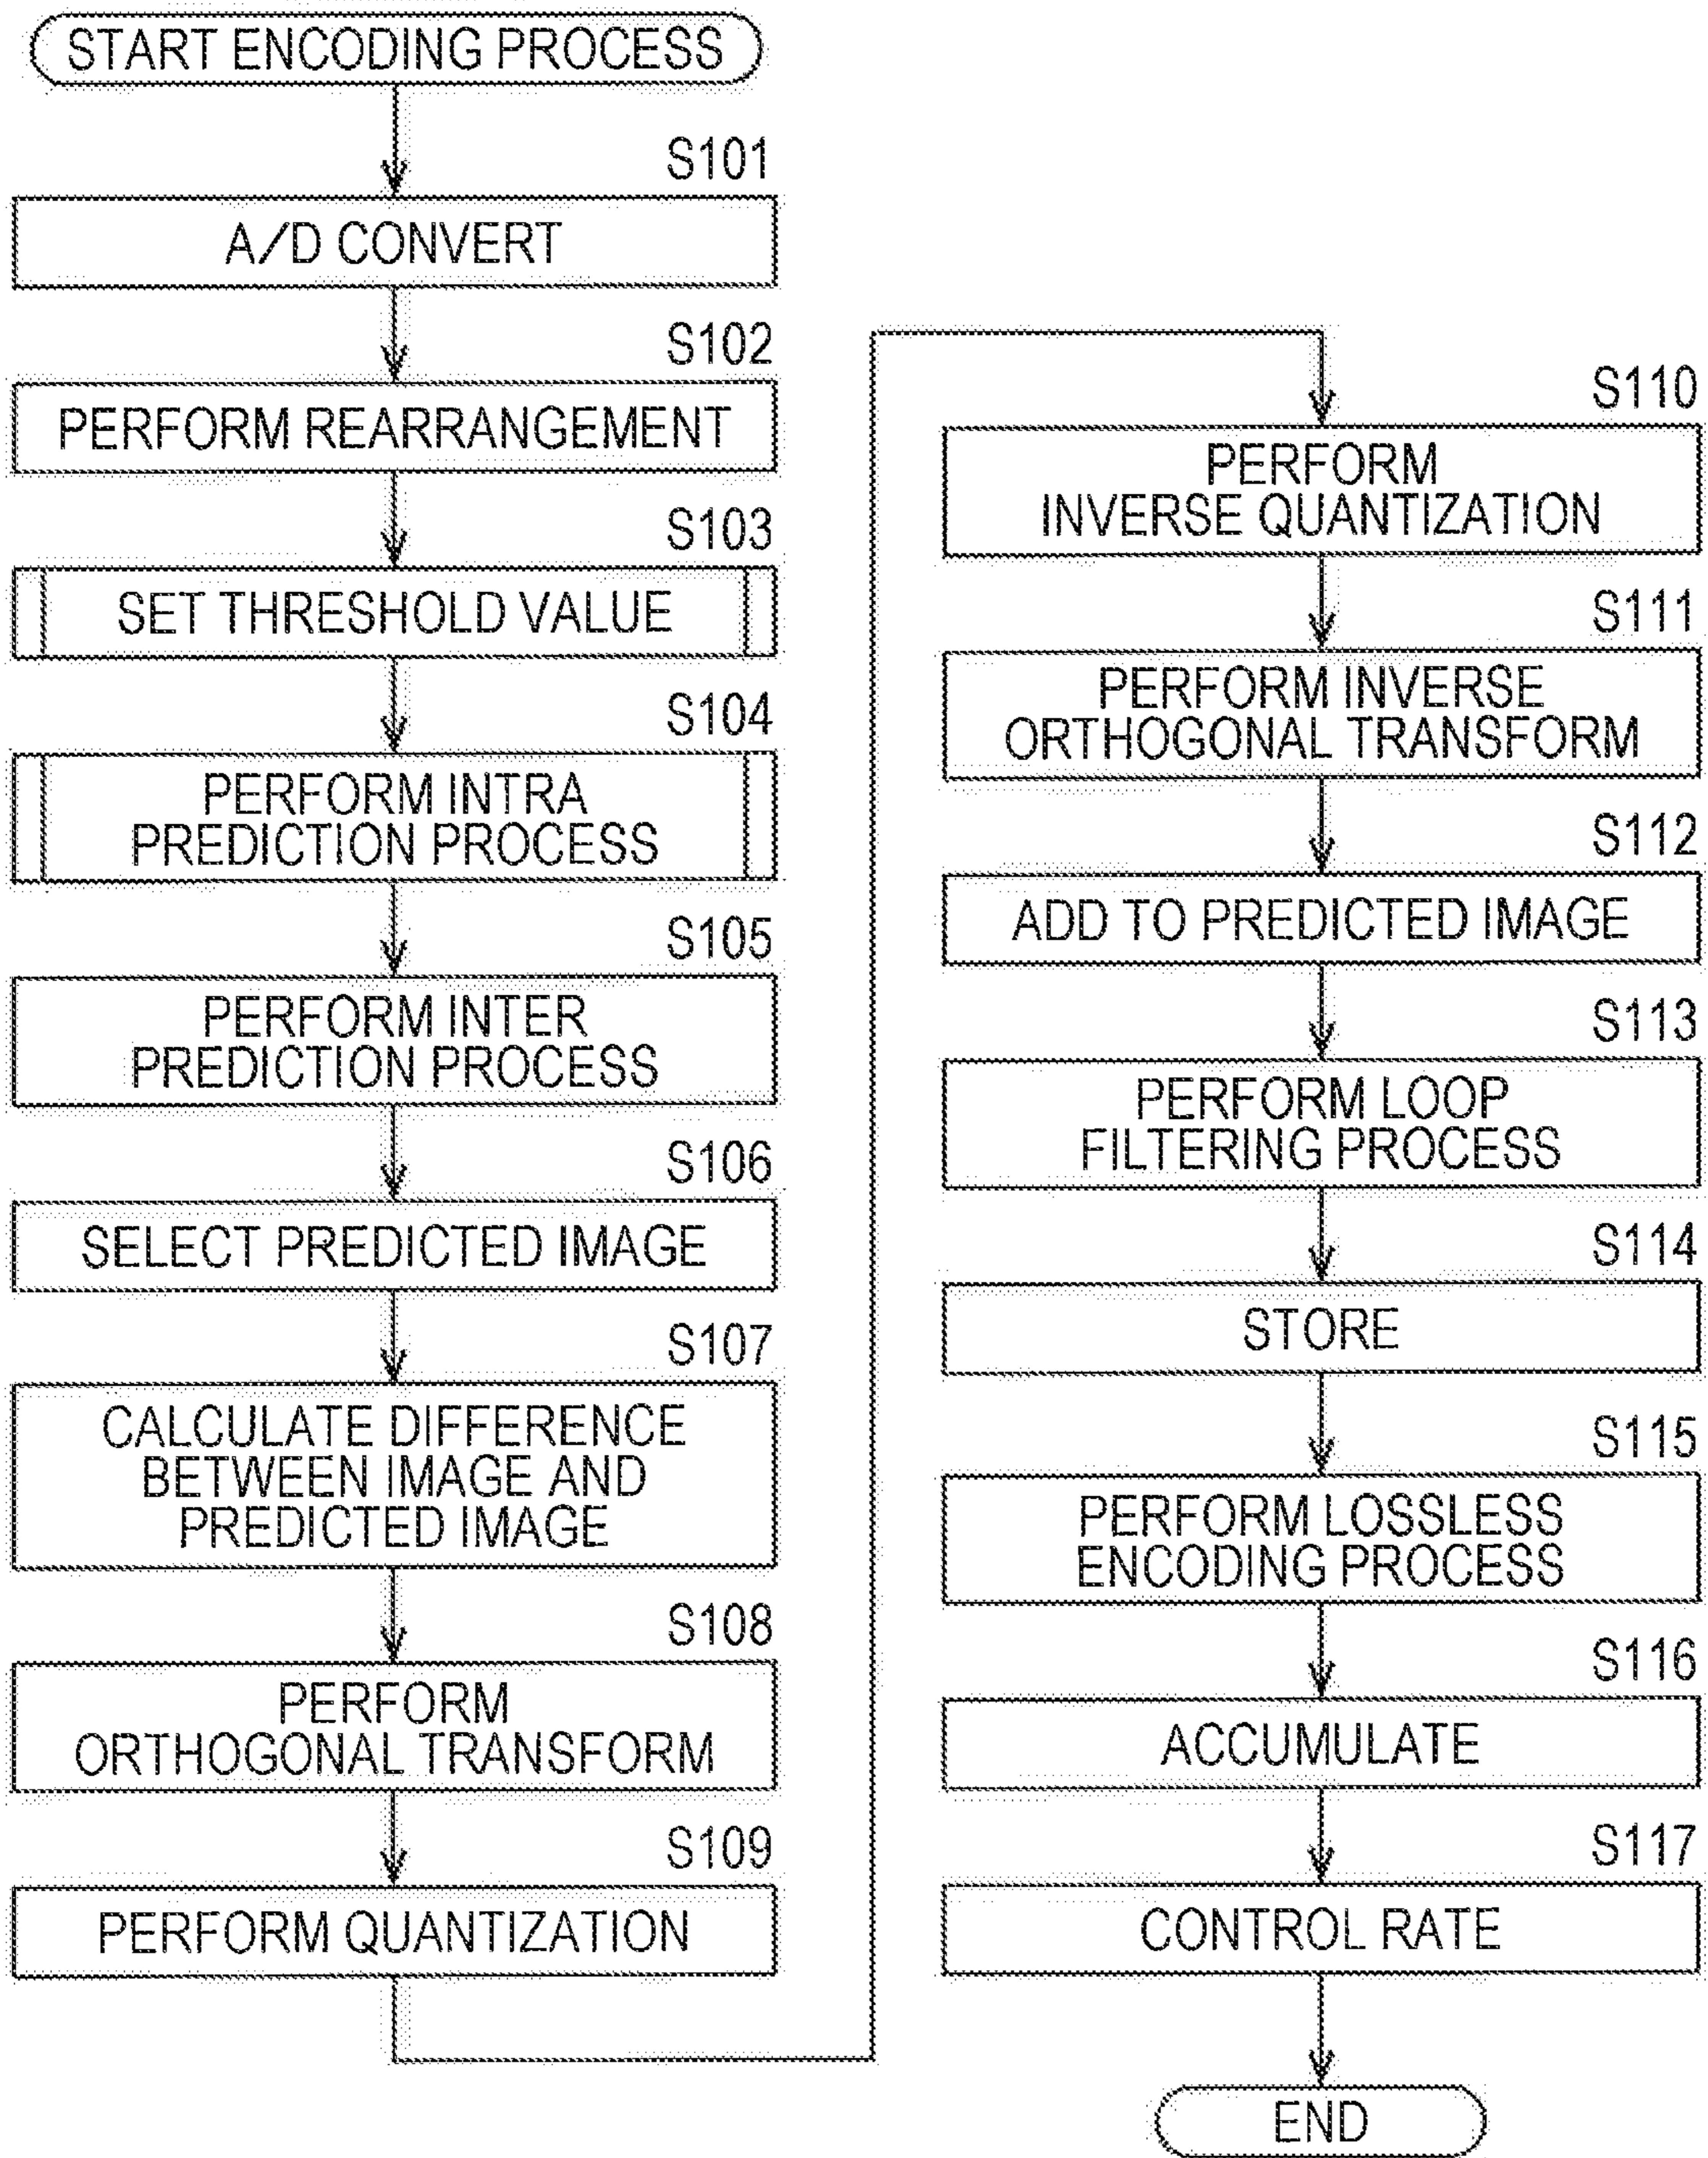 START ENCODING PROCESS
S101
A/D CONVERT
S102
PERFORM REARRANGEMENT
S103
SET THRESHOLD VALUE
S104
PERFORM INTRA
PREDICTION PROCESS
S105
PERFORM INTER
PREDICTION PROCESS
S106
SELECT PREDICTED IMAGE
S107
CALCULATE DIFFERENCE
BETWEEN IMAGE AND
PREDICTED IMAGE
S108
PERFORM
ORTHOGONAL TRANSFORM
S109
PERFORM QUANTIZATION
S110
PERFORM
INVERSE QUANTIZATION
S111
PERFORM INVERSE
ORTHOGONAL TRANSFORM
S112
ADD TO PREDICTED IMAGE
S113
PERFORM LOOP
FILTERING PROCESS
S114
STORE
S115
PERFORM LOSSLESS
ENCODING PROCESS
S116
ACCUMULATE
S117
CONTROL RATE
END